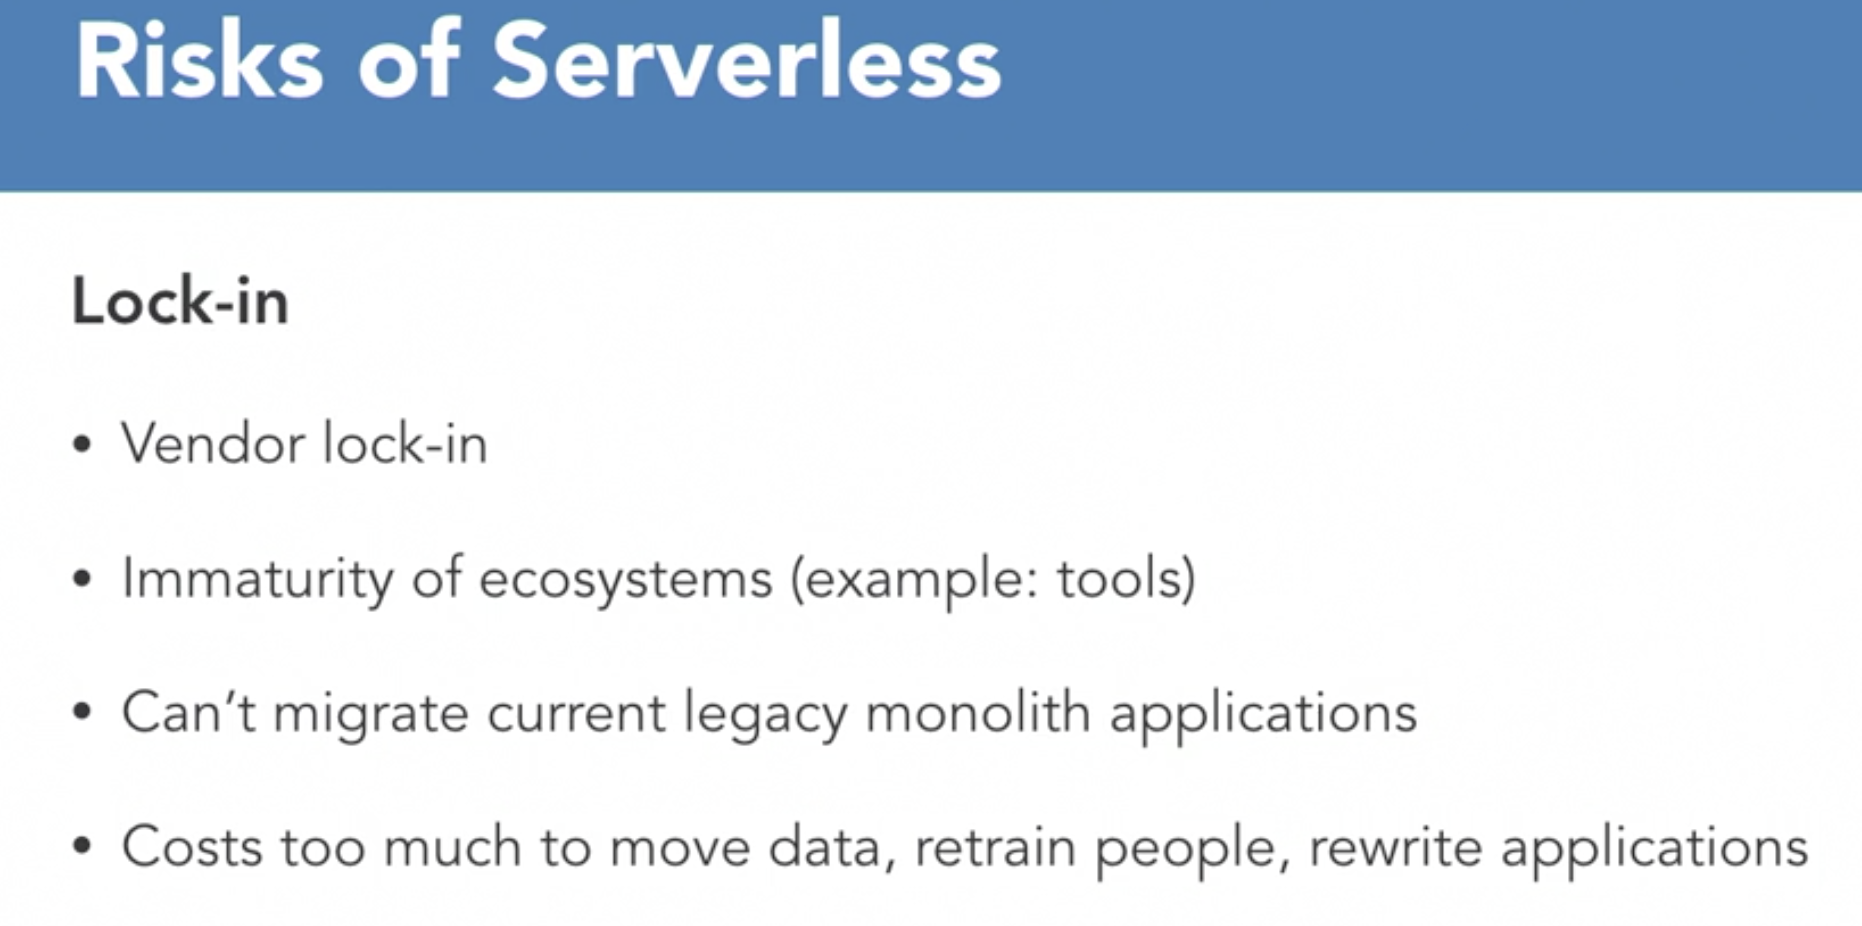 Risks of Serverless
Lock-in
• Vendor lock-in
• Immaturity of ecosystems (example: tools)
• Can’t migrate current legacy monolith applications
• Costs too much to move data, retrain people, rewrite applications